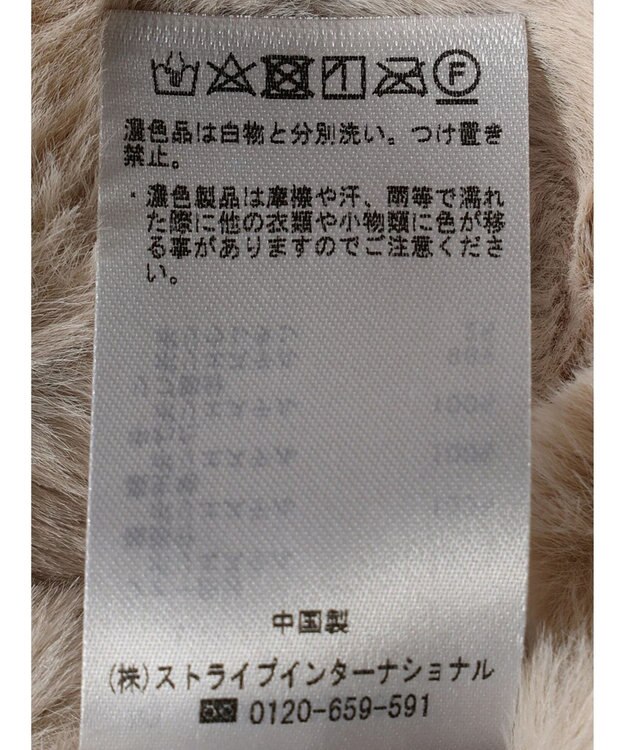 F
濃色品は白物と分別洗い。つけ置き
禁止。
・濃色製品は摩擦や汗、雨等で濡れ
た際に他の衣類や小物類に色が移
る事がありますのでご注意くださ
い。
中国製
(株)ストライプインターナショナル
0120-659-591